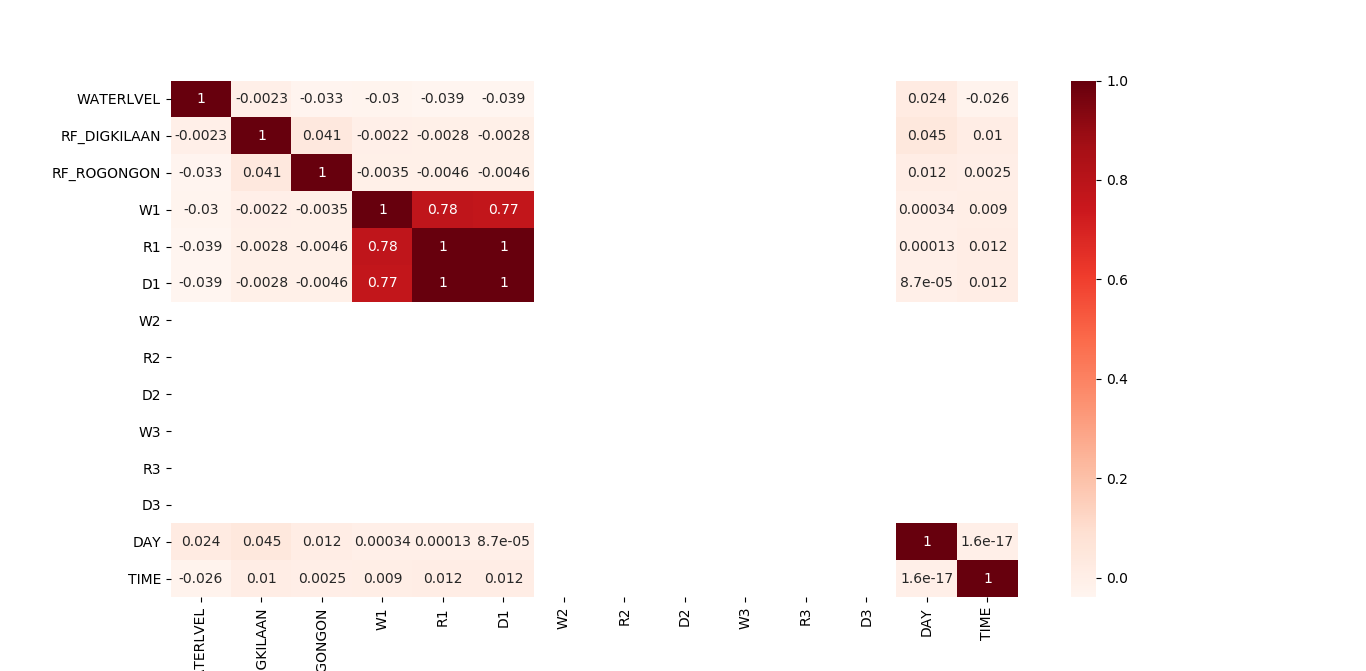 WATERLVEL 1 -0.0023 -0.033 -0.03 -0.039 -0.039 0.024 -0.026 1.0
RF_DIGKILAAN -0.0023 1 0.041 -0.0022 -0.0028 -0.0028 0.045 0.01
RF_ROGONGON -0.033 0.041 1 -0.0035 -0.0046 -0.0046 0.012 0.0025 0.8
W1 -0.03 -0.0022 -0.0035 1 0.78 0.77 0.00034 0.009
R1 -0.039 -0.0028 -0.0046 0.78 1 1 0.00013 0.012
D1 -0.039 -0.0028 -0.0046 0.77 1 1 8.7e-05 0.012 0.6
W2
R2
D2 0.4
W3
R3 0.2
D3
DAY 0.024 0.045 0.012 0.00034 0.00013 8.7e-05 1 1.6e-17
TIME -0.026 0.01 0.0025 0.009 0.012 0.012 1.6e-17 1 0.0
TERLVEL GKILAAN GONGON W1 R1 D1 W2 R2 D2 W3 R3 D3 DAY TIME